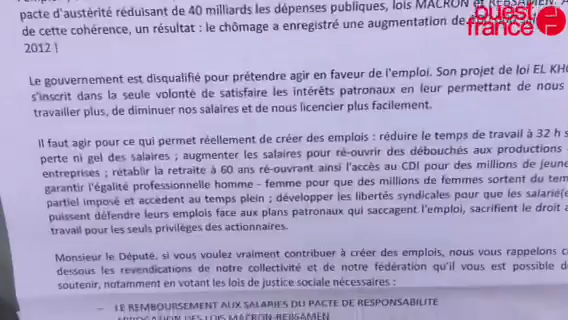 pacte d'austérité réduisant de 40 milliards les dépenses publiques, lois MACRON et REBSAMEN.
de cette cohérence, un résultat : le chômage a enregistré une augmentation de
2012 !
ouest
france
Le gouvernement est disqualifié pour prétendre agir en faveur de l'emploi. Son projet de loi EL KH
s'inscrit dans la seule volonté de satisfaire les intérêts patronaux en leur permettant de nous
travailler plus, de diminuer nos salaires et de nous licencier plus facilement.
Il faut agir pour ce qui permet réellement de créer des emplois : réduire le temps de travail à 32 h
perte ni gel des salaires ; augmenter les salaires pour ré-ouvrir des débouchés aux productions
entreprises ; rétablir la retraite à 60 ans ré-ouvrant ainsi l'accès au CDI pour des millions de jeune
garantir l'égalité professionnelle homme - femme pour que des millions de femmes sortent du tem
partiel imposé et accèdent au temps plein ; développer les libertés syndicales pour que les salarié(e
puissent défendre leurs emplois face aux plans patronaux qui saccagent l'emploi, sacrifient le droit a
travail pour les seuls privilèges des actionnaires.
Monsieur le Député, si vous voulez vraiment contribuer à créer des emplois, nous vous rappelons c
dessous les revendications de notre collectivité et de notre fédération qu'il vous est possible d
soutenir, notamment en votant les lois de justice sociale nécessaires :
– LE REMBOURSEMENT AUX SALARIES DU PACTE DE RESPONSABILITE
ABROGATION DES LOIS MACRON-REBSAMEN